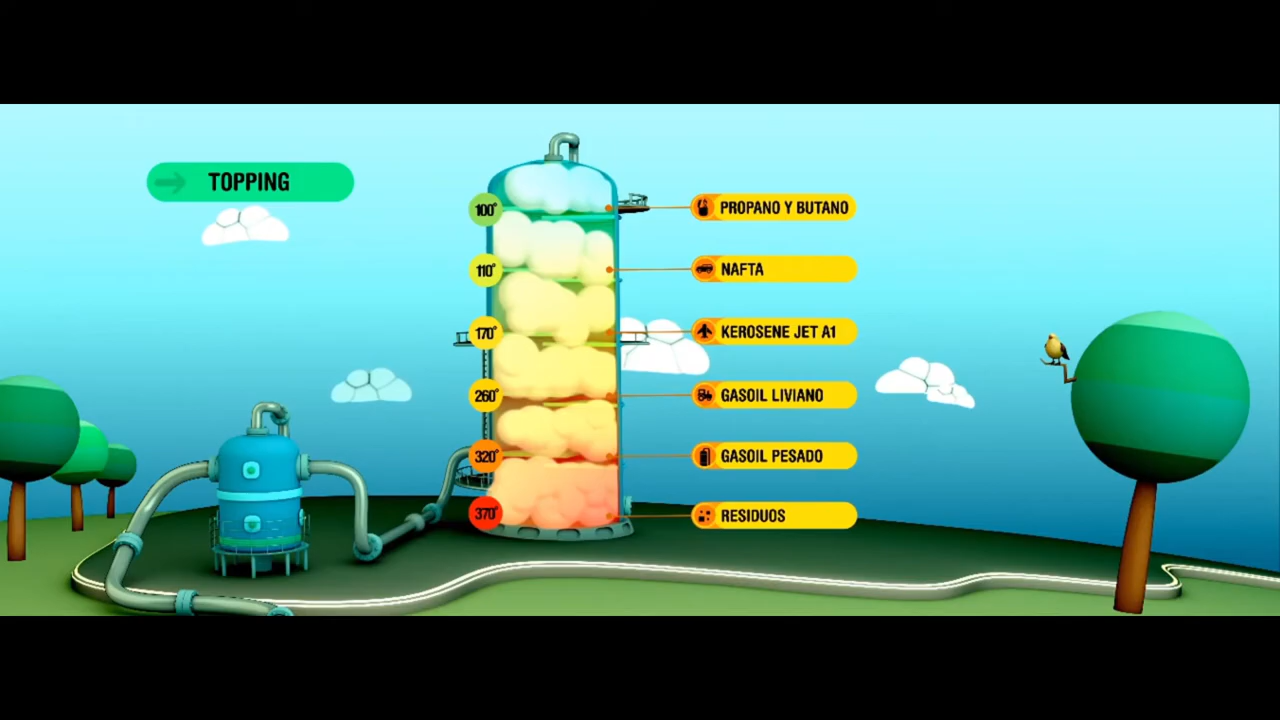 TOPPING
100° PROPANO Y BUTANO
110° NAFTA
170° KEROSENE JET A1
260° GASOIL LIVIANO
320° GASOIL PESADO
370° RESIDUOS